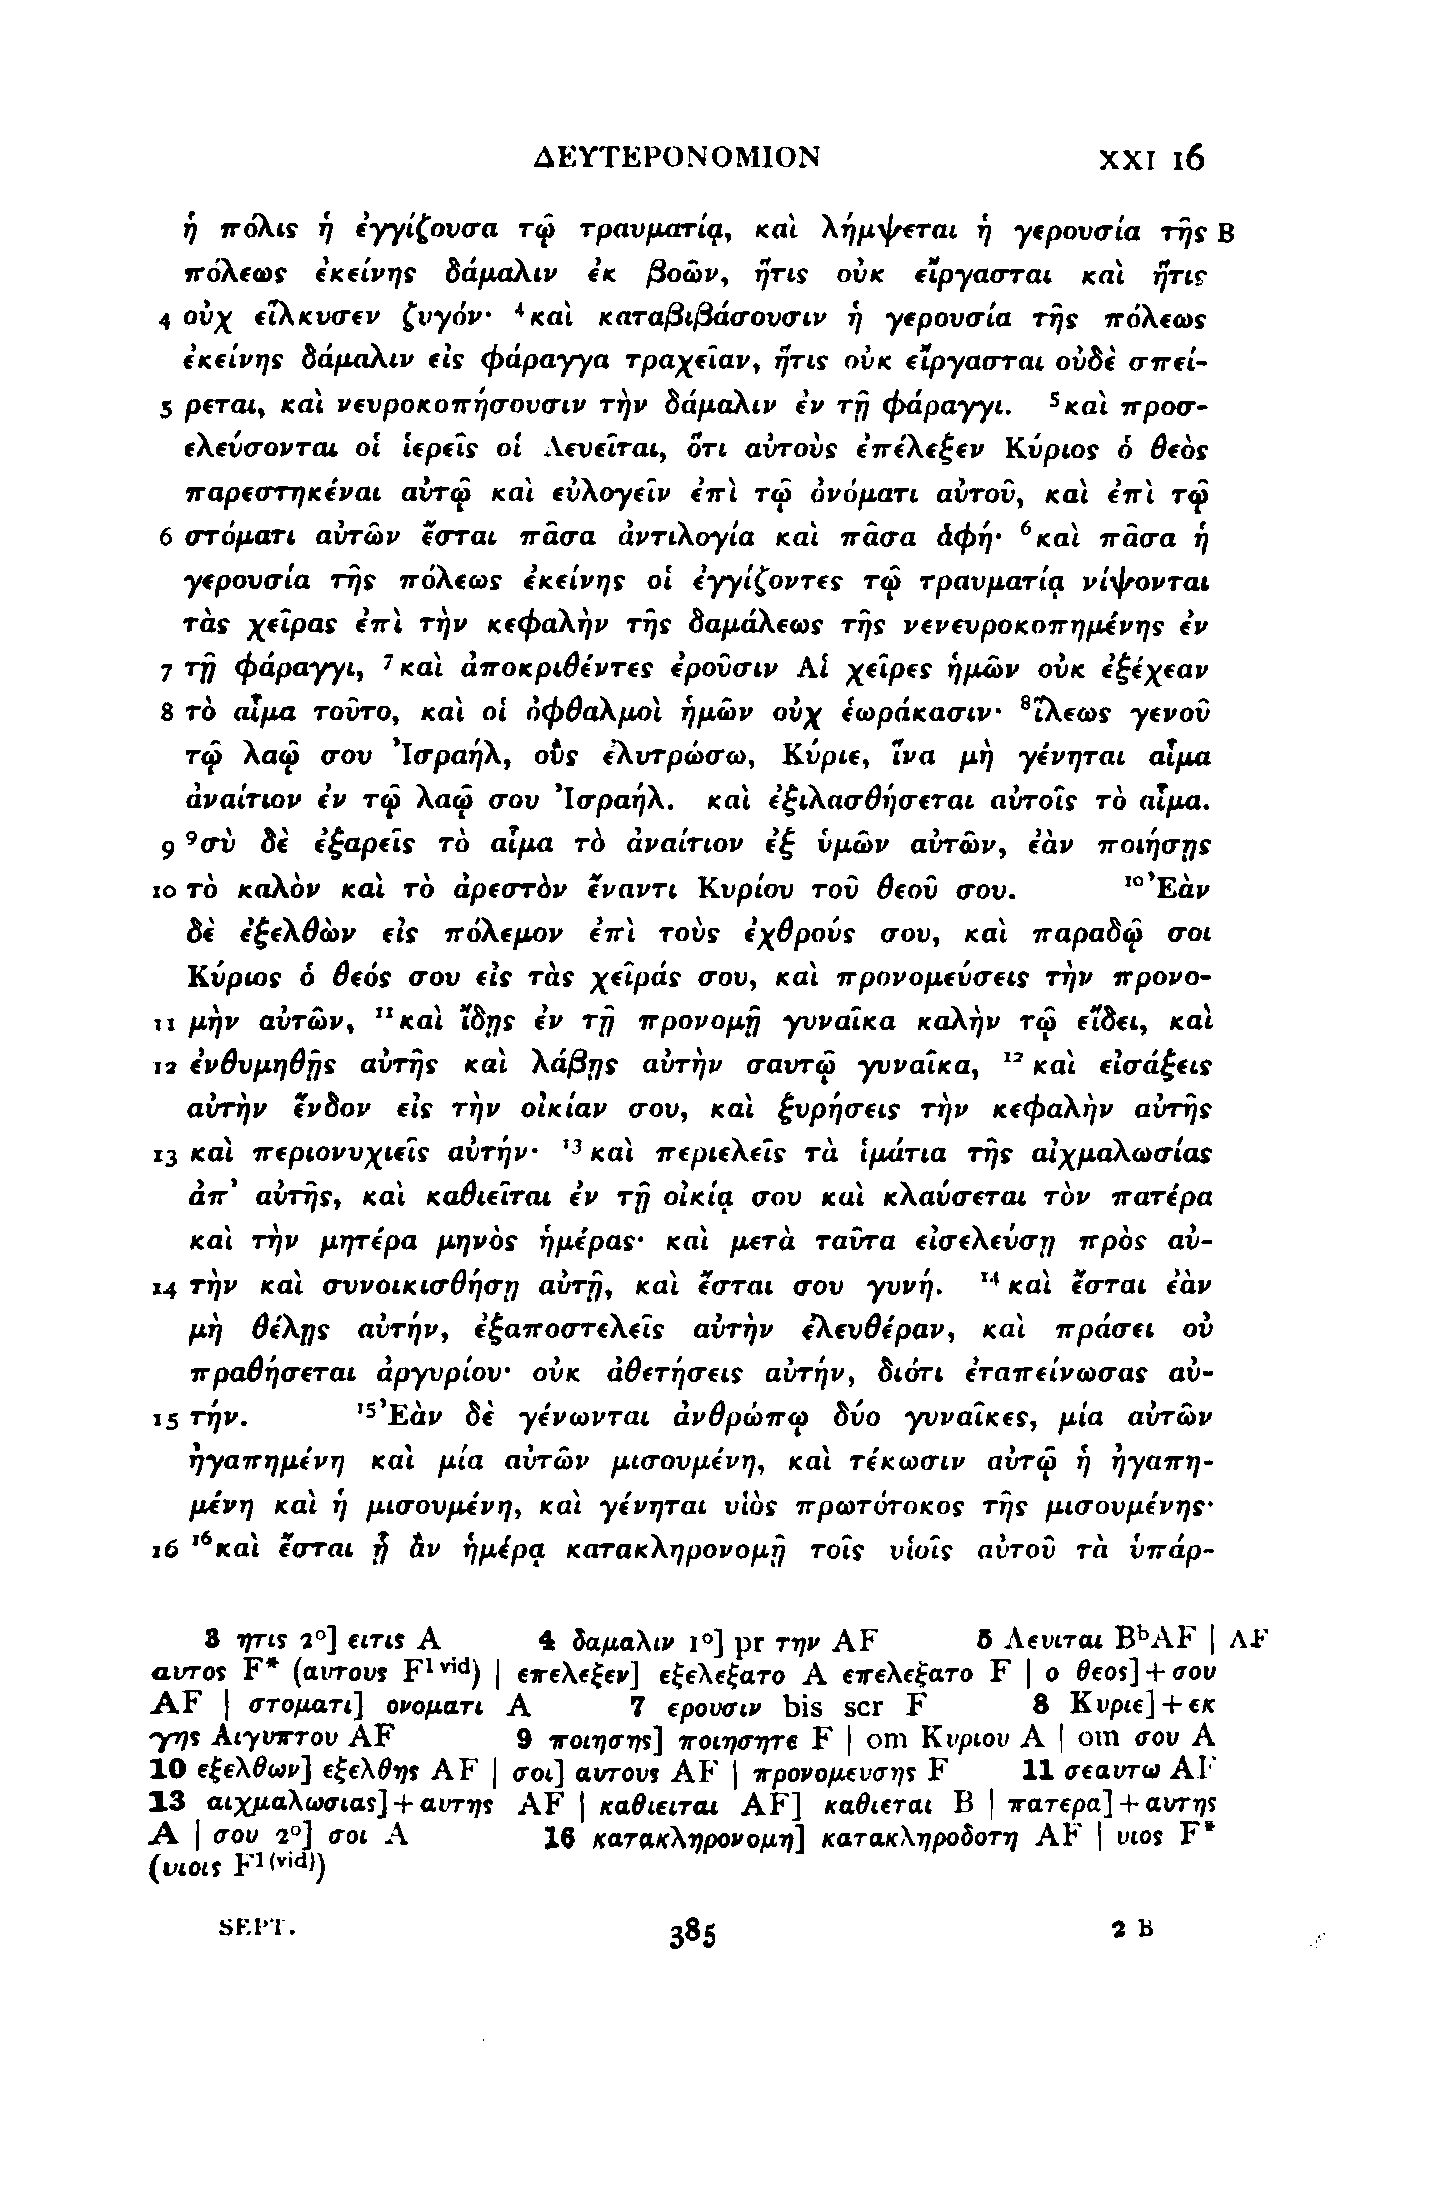 ΔΕΥΤΕΡΟΝΟΜΙΟΝ XXI 16
ἡ πόλις ἡ ἐγγίζουσα τῷ τραυματίᾳ, καὶ λήμψεται ἡ γερουσία τῆς B
πόλεως ἐκείνης δάμαλιν ἐκ βοῶν, ἥτις οὐκ εἴργασται καὶ ἥτις
4 οὐχ εἵλκυσεν ζυγόν· ⁴καὶ καταβιβάσουσιν ἡ γερουσία τῆς πόλεως
ἐκείνης δάμαλιν εἰς φάραγγα τραχεῖαν, ἥτις οὐκ εἴργασται οὐδὲ σπεί-
5 ρεται, καὶ νευροκοπήσουσιν τὴν δάμαλιν ἐν τῇ φάραγγι. ⁵καὶ προσ-
ελεύσονται οἱ ἱερεῖς οἱ Λευεῖται, ὅτι αὐτοὺς ἐπέλεξεν Κύριος ὁ θεὸς
παρεστηκέναι αὐτῷ καὶ εὐλογεῖν ἐπὶ τῷ ὀνόματι αὐτοῦ, καὶ ἐπὶ τῷ
6 στόματι αὐτῶν ἔσται πᾶσα ἀντιλογία καὶ πᾶσα ἁφή· ⁶καὶ πᾶσα ἡ
γερουσία τῆς πόλεως ἐκείνης οἱ ἐγγίζοντες τῷ τραυματίᾳ νίψονται
τὰς χεῖρας ἐπὶ τὴν κεφαλὴν τῆς δαμάλεως τῆς νενευροκοπημένης ἐν
7 τῇ φάραγγι, ⁷καὶ ἀποκριθέντες ἐροῦσιν Αἱ χεῖρες ἡμῶν οὐκ ἐξέχεαν
8 τὸ αἷμα τοῦτο, καὶ οἱ ὀφθαλμοὶ ἡμῶν οὐχ ἑωράκασιν· ⁸ἵλεως γενοῦ
τῷ λαῷ σου Ἰσραήλ, οὓς ἐλυτρώσω, Κύριε, ἵνα μὴ γένηται αἷμα
ἀναίτιον ἐν τῷ λαῷ σου Ἰσραήλ. καὶ ἐξιλασθήσεται αὐτοῖς τὸ αἷμα.
9 ⁹σὺ δὲ ἐξαρεῖς τὸ αἷμα τὸ ἀναίτιον ἐξ ὑμῶν αὐτῶν, ἐὰν ποιήσῃς
10 τὸ καλὸν καὶ τὸ ἀρεστὸν ἔναντι Κυρίου τοῦ θεοῦ σου. ¹⁰Ἐὰν
δὲ ἐξελθὼν εἰς πόλεμον ἐπὶ τοὺς ἐχθρούς σου, καὶ παραδῷ σοι
Κύριος ὁ θεός σου εἰς τὰς χεῖράς σου, καὶ προνομεύσεις τὴν προνο-
11 μὴν αὐτῶν, ¹¹καὶ ἴδῃς ἐν τῇ προνομῇ γυναῖκα καλὴν τῷ εἴδει, καὶ
12 ἐνθυμηθῇς αὐτῆς καὶ λάβῃς αὐτὴν σαυτῷ γυναῖκα, ¹²καὶ εἰσάξεις
αὐτὴν ἔνδον εἰς τὴν οἰκίαν σου, καὶ ξυρήσεις τὴν κεφαλὴν αὐτῆς
13 καὶ περιονυχιεῖς αὐτήν· ¹³καὶ περιελεῖς τὰ ἱμάτια τῆς αἰχμαλωσίας
ἀπ᾽ αὐτῆς, καὶ καθιεῖται ἐν τῇ οἰκίᾳ σου καὶ κλαύσεται τὸν πατέρα
καὶ τὴν μητέρα μηνὸς ἡμέρας· καὶ μετὰ ταῦτα εἰσελεύσῃ πρὸς αὐ-
14 τὴν καὶ συνοικισθήσῃ αὐτῇ, καὶ ἔσται σου γυνή. ¹⁴καὶ ἔσται ἐὰν
μὴ θέλῃς αὐτήν, ἐξαποστελεῖς αὐτὴν ἐλευθέραν, καὶ πράσει οὐ
πραθήσεται ἀργυρίου· οὐκ ἀθετήσεις αὐτήν, διότι ἐταπείνωσας αὐ-
15 τήν. ¹⁵Ἐὰν δὲ γένωνται ἀνθρώπῳ δύο γυναῖκες, μία αὐτῶν
ἠγαπημένη καὶ μία αὐτῶν μισουμένη, καὶ τέκωσιν αὐτῷ ἡ ἠγαπη-
μένη καὶ ἡ μισουμένη, καὶ γένηται υἱὸς πρωτότοκος τῆς μισουμένης·
16 ¹⁶καὶ ἔσται ᾗ ἂν ἡμέρᾳ κατακληρονομῇ τοῖς υἱοῖς αὐτοῦ τὰ ὑπάρ-
3 ητις 2°] ειτις A 4 δαμαλιν 1°] pr την AF 5 Λευιται BᵇAF | AF
αυτος F* (αυτους F¹ ᵛⁱᵈ) | επελεξεν] εξελεξατο A επελεξατο F | ο θεος]+σου
AF | στοματι] ονοματι A 7 ερουσιν bis scr F 8 Κυριε]+εκ
γης Αιγυπτου AF 9 ποιησης] ποιησητε F | om Κυριου A | om σου A
10 εξελθων] εξελθης AF | σοι] αυτους AF | προνομευσης F 11 σεαυτω AF
13 αιχμαλωσιας]+αυτης AF | καθιειται AF] καθιεται B | πατερα]+αυτης
A | σου 2°] σοι A 16 κατακληρονομη] κατακληροδοτη AF | υιος F*
(υιοις F¹⁽ᵛⁱᵈ⁾)
SEPT. 385 2 B